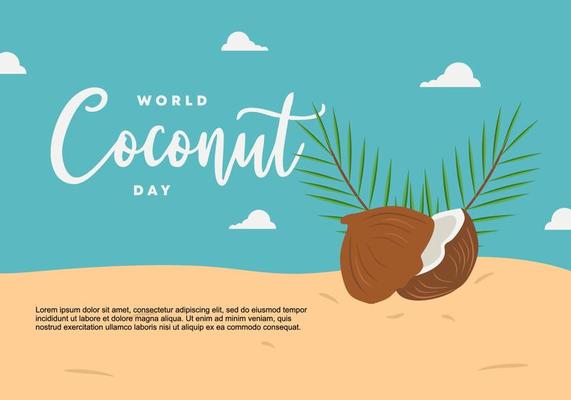 WORLD
Coconut
DAY
Lorem ipsum dolor sit amet, consectetur adipiscing elit, sed do eiusmod tempor
incididunt ut labore et dolore magna aliqua. Ut enim ad minim veniam, quis
nostrud exercitation ullamco laboris nisi ut aliquip ex ea commodo consequat.